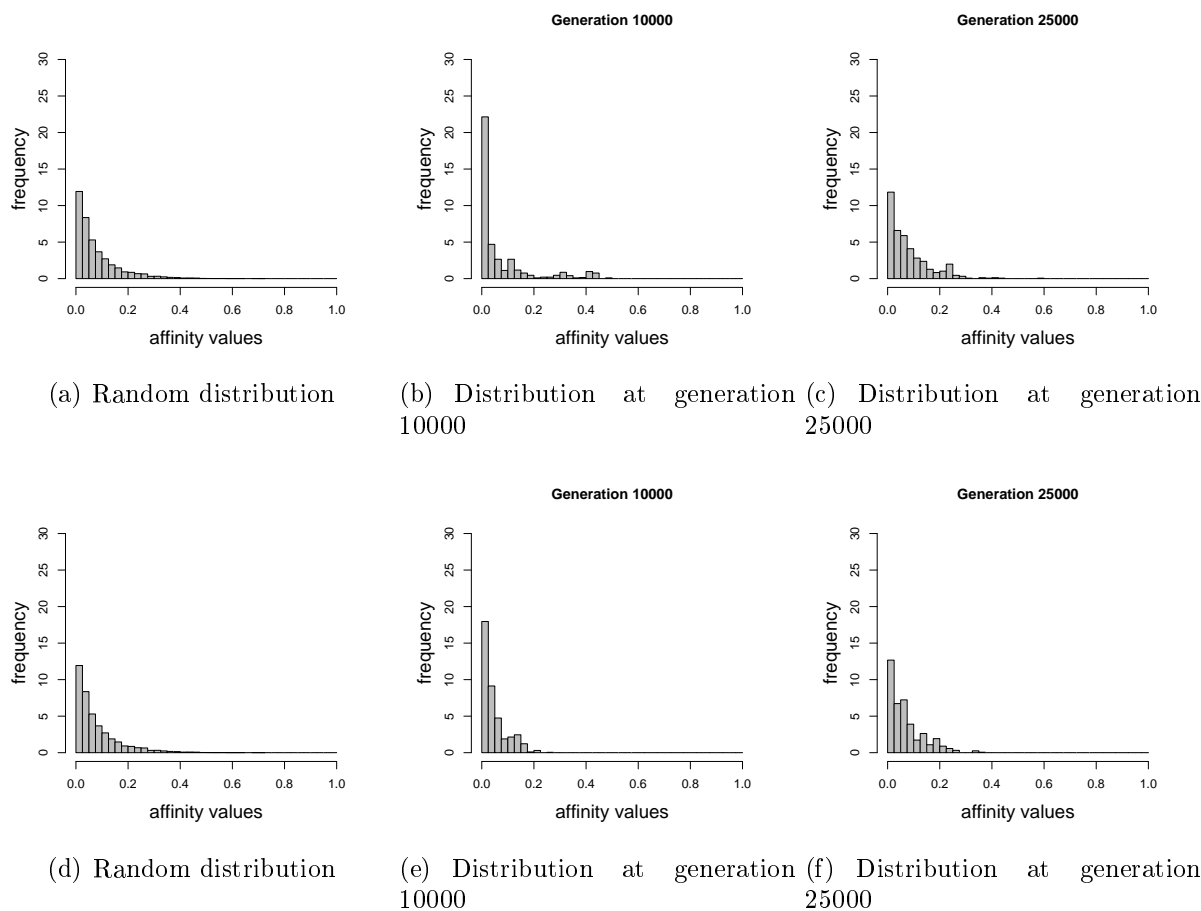 Generation 10000
Generation 25000
frequency
0 5 10 15 20 25 30
0.0 0.2 0.4 0.6 0.8 1.0
affinity values
frequency
0 5 10 15 20 25 30
0.0 0.2 0.4 0.6 0.8 1.0
affinity values
frequency
0 5 10 15 20 25 30
0.0 0.2 0.4 0.6 0.8 1.0
affinity values
(a) Random distribution
(b) Distribution at generation
10000
(c) Distribution at generation
25000
Generation 10000
Generation 25000
frequency
0 5 10 15 20 25 30
0.0 0.2 0.4 0.6 0.8 1.0
affinity values
frequency
0 5 10 15 20 25 30
0.0 0.2 0.4 0.6 0.8 1.0
affinity values
frequency
0 5 10 15 20 25 30
0.0 0.2 0.4 0.6 0.8 1.0
affinity values
(d) Random distribution
(e) Distribution at generation
10000
(f) Distribution at generation
25000